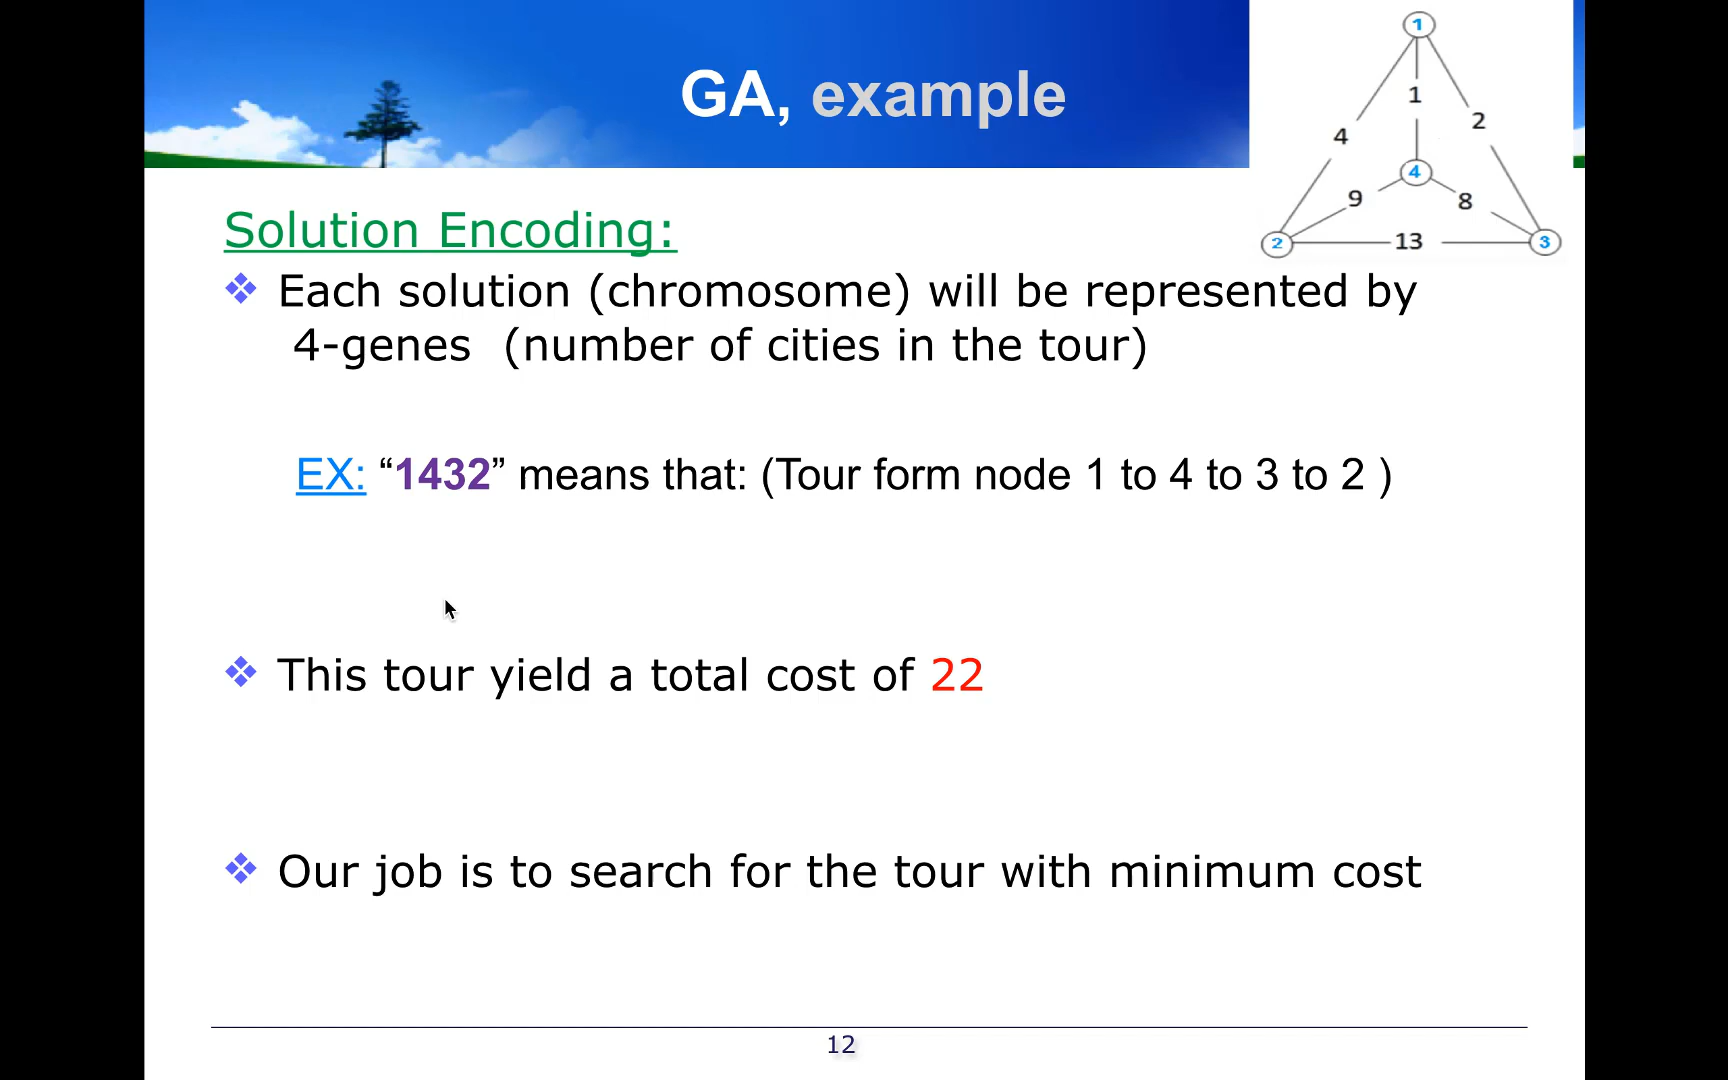 GA, example
1
1
2
4
4
9
8
2
13
3
Solution Encoding:
Each solution (chromosome) will be represented by
4-genes (number of cities in the tour)
EX: “1432” means that: (Tour form node 1 to 4 to 3 to 2 )
This tour yield a total cost of 22
Our job is to search for the tour with minimum cost
12